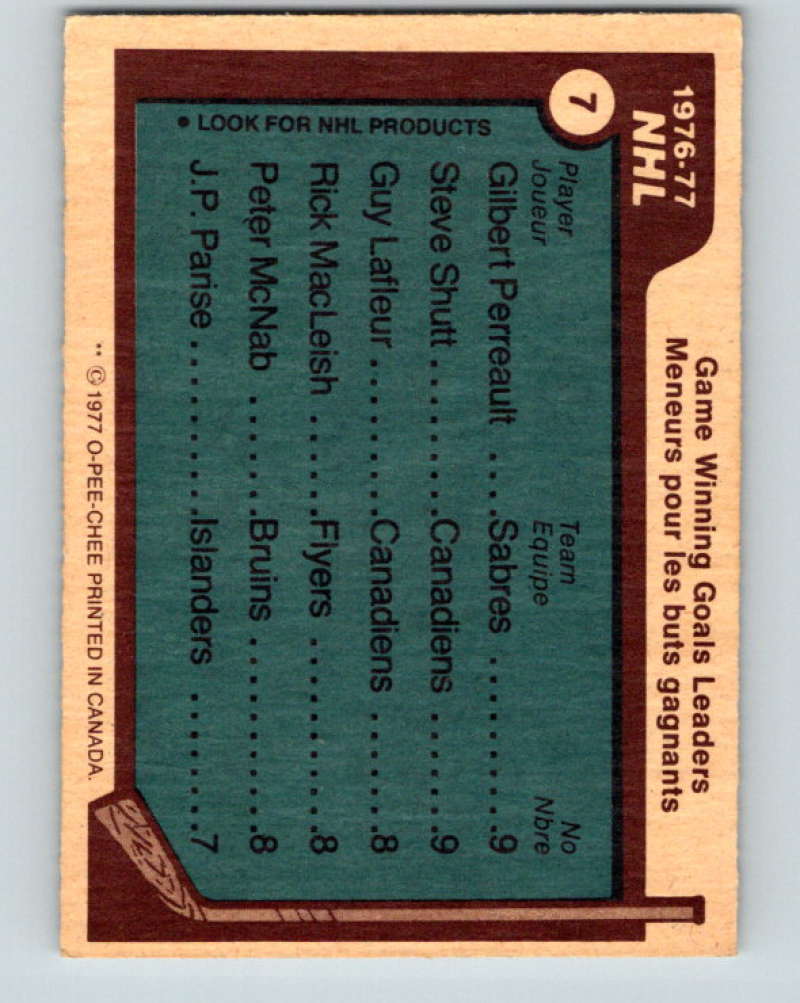 7
1976-77
NHL
Game Winning Goals Leaders
Meneurs pour les buts gagnants
Player Team No
Joueur Equipe Nbre
Gilbert Perreault ....Sabres .........9
Steve Shutt .........Canadiens ......9
Guy Lafleur .........Canadiens ......8
Rick MacLeish ......Flyers ..........8
Peter McNab ......Bruins ..........8
J.P. Parise ..........Islanders ........7
• LOOK FOR NHL PRODUCTS
** © 1977 O-PEE-CHEE PRINTED IN CANADA.